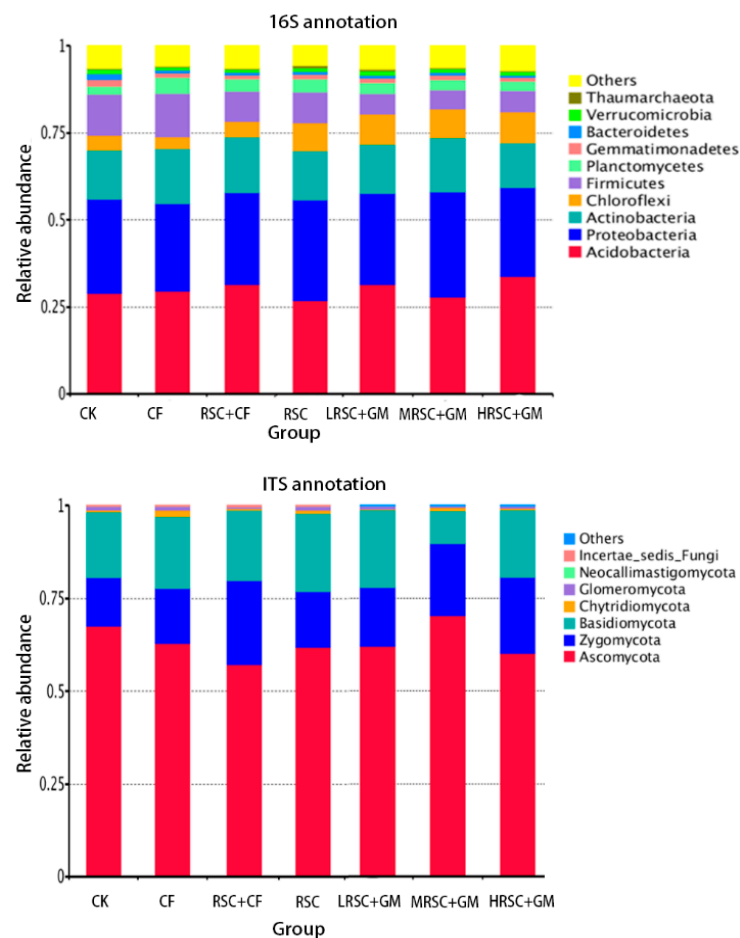 16S annotation
1
0.75
0.5
0.25
0
Relative abundance
CK CF RSC+CF RSC LRSC+GM MRSC+GM HRSC+GM
Group
Others
Thaumarchaeota
Verrucomicrobia
Bacteroidetes
Gemmatimonadetes
Planctomycetes
Firmicutes
Chloroflexi
Actinobacteria
Proteobacteria
Acidobacteria
ITS annotation
1
0.75
0.5
0.25
0
Relative abundance
CK CF RSC+CF RSC LRSC+GM MRSC+GM HRSC+GM
Group
Others
Incertae_sedis_Fungi
Neocallimastigomycota
Glomeromycota
Chytridiomycota
Basidiomycota
Zygomycota
Ascomycota